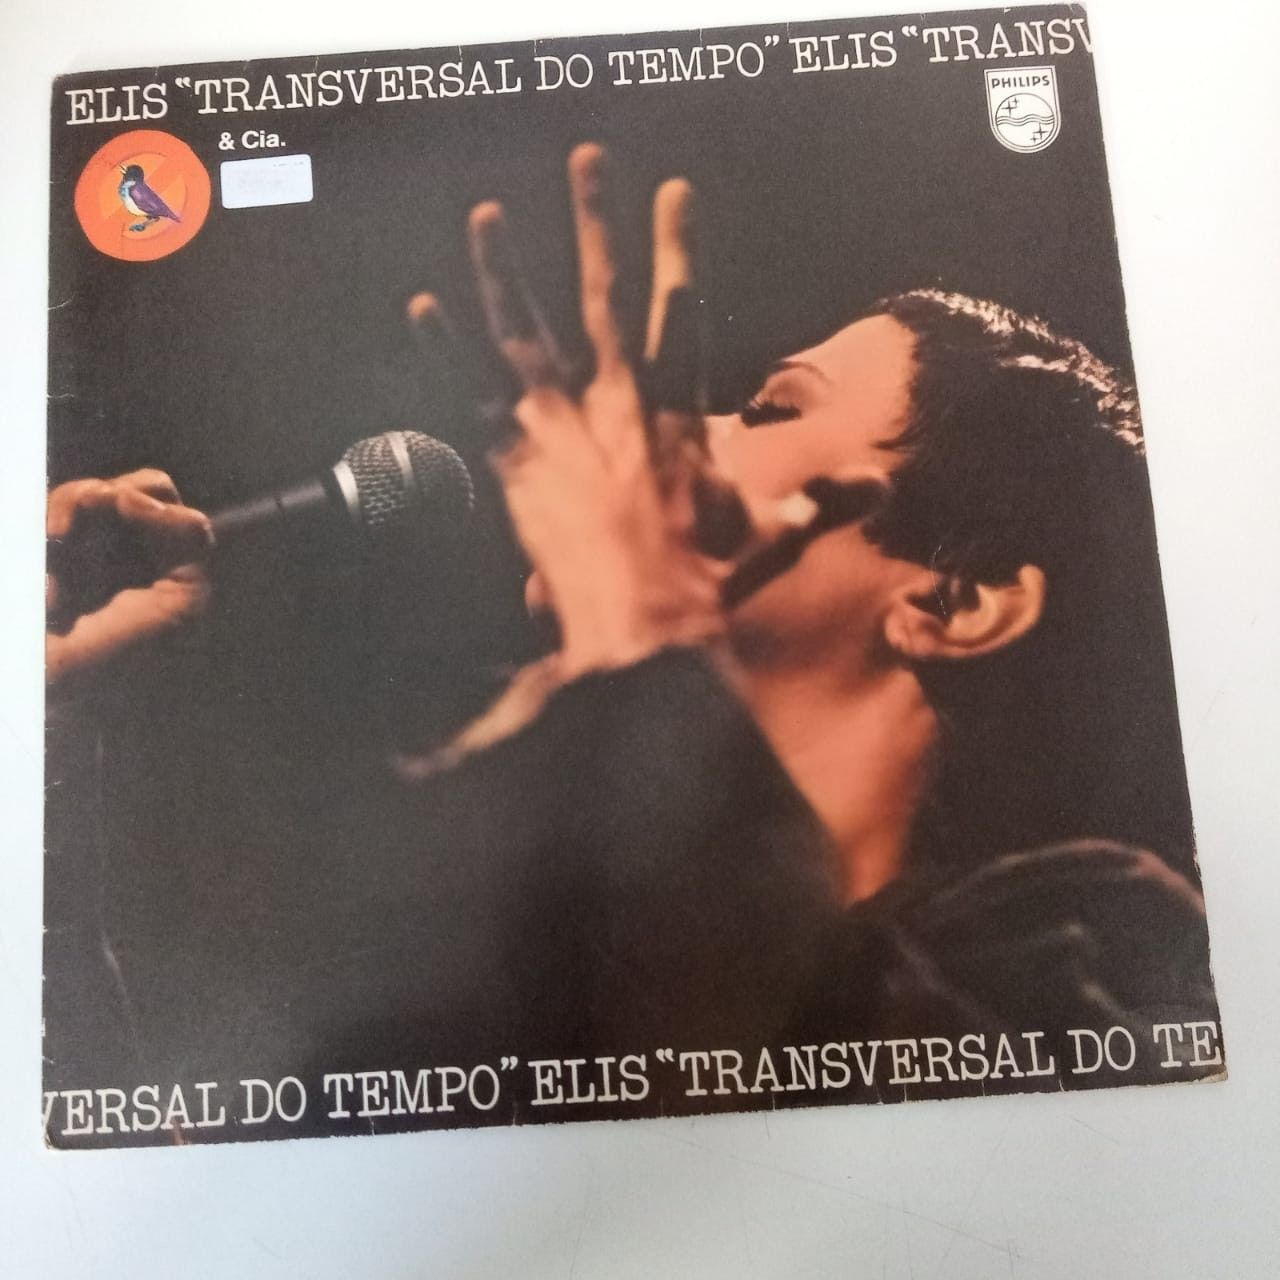 ELIS “TRANSVERSAL DO TEMPO” ELIS “TRANSV
PHILIPS
& Cia.
VERSAL DO TEMPO” ELIS “TRANSVERSAL DO TE